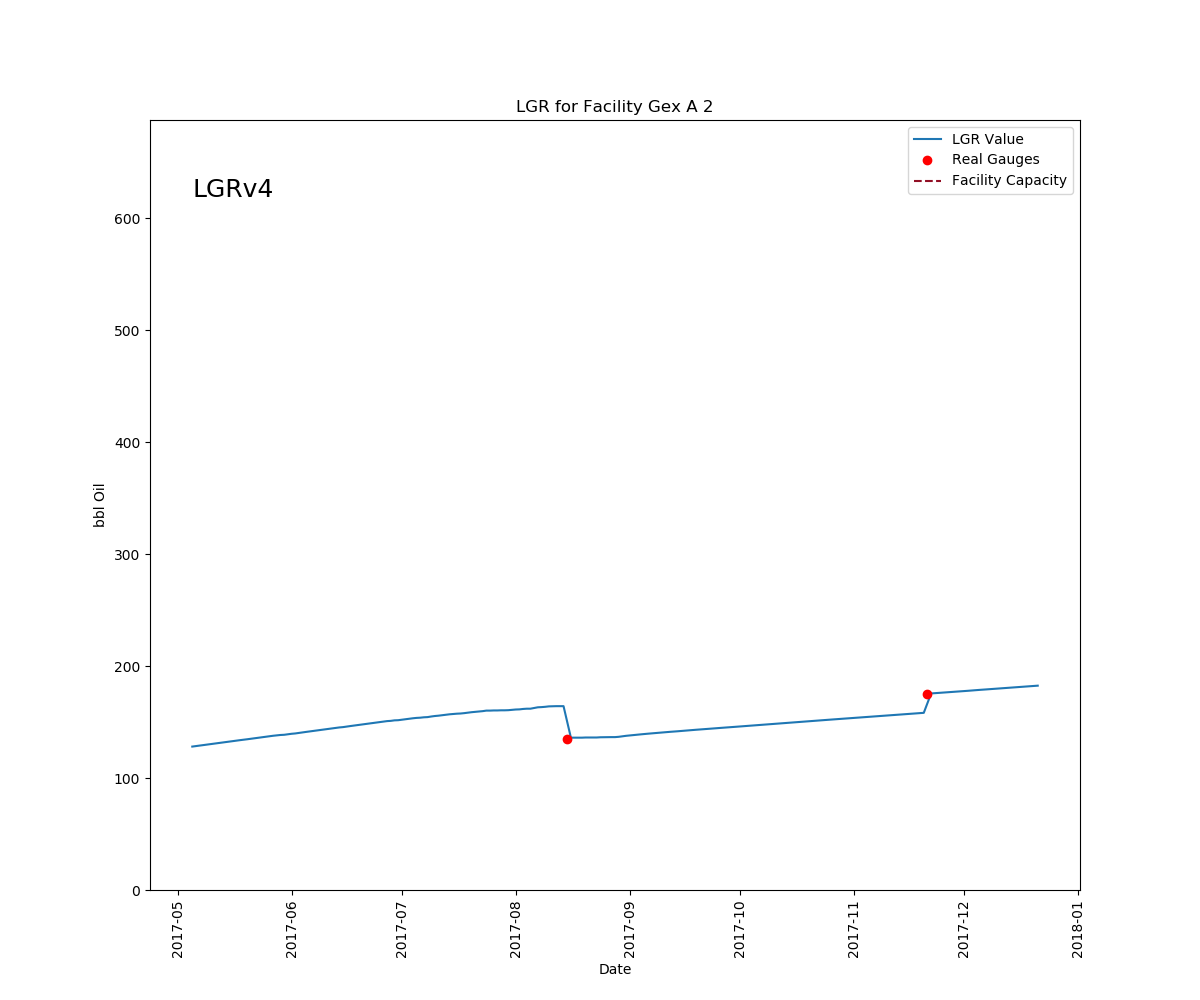 LGR for Facility Gex A 2
LGR Value
Real Gauges
Facility Capacity
LGRv4
600
500
400
300
200
100
0
bbl Oil
2017-05
2017-06
2017-07
2017-08
2017-09
2017-10
2017-11
2017-12
2018-01
Date